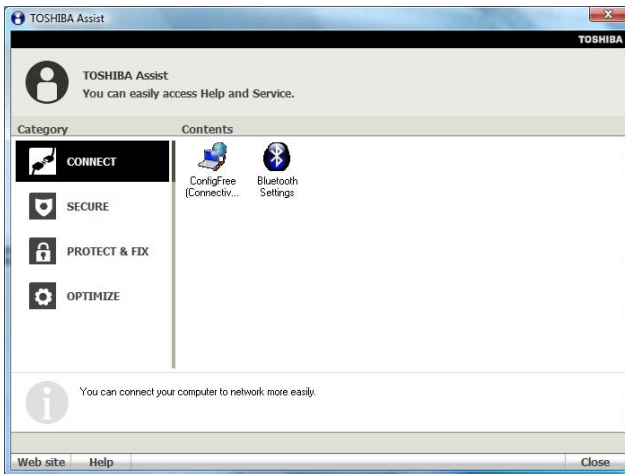 TOSHIBA Assist
TOSHIBA
TOSHIBA Assist
You can easily access Help and Service.
Category
Contents
CONNECT
SECURE
PROTECT & FIX
OPTIMIZE
ConfigFree
(Connectiv...
Bluetooth
Settings
You can connect your computer to network more easily.
Web site
Help
Close